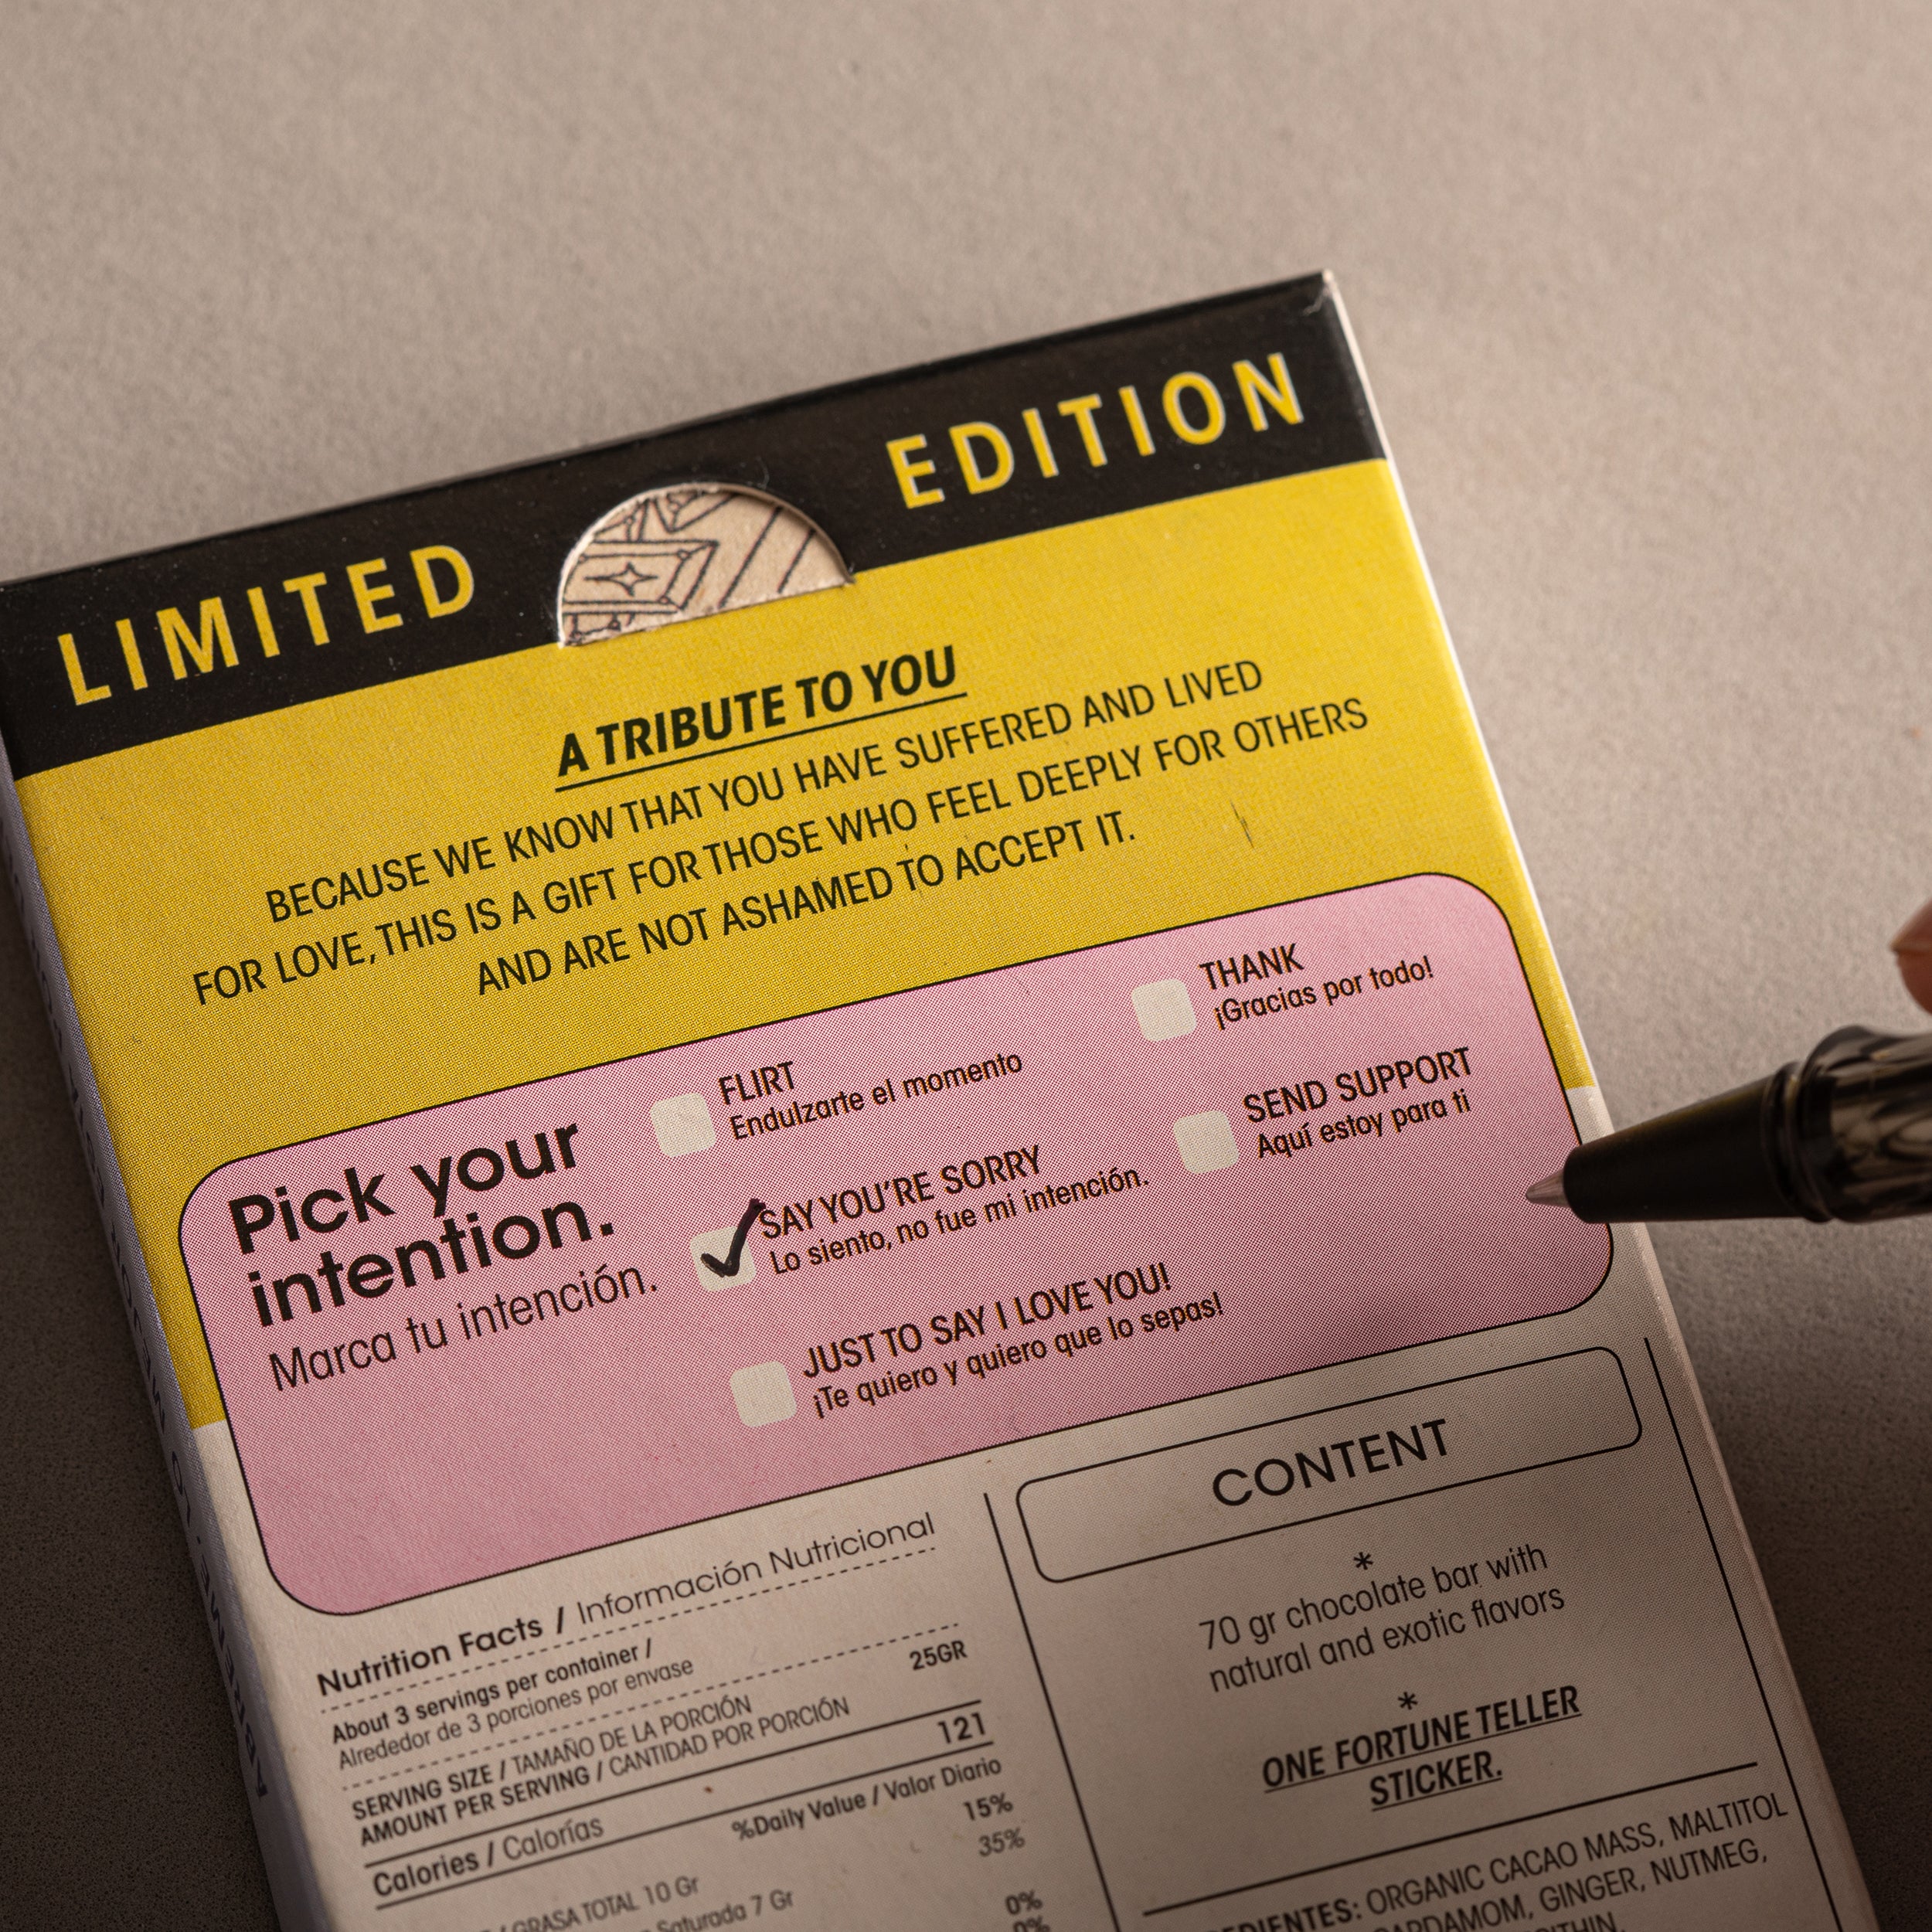 LIMITED EDITION
A TRIBUTE TO YOU
BECAUSE WE KNOW THAT YOU HAVE SUFFERED AND LIVED
FOR LOVE, THIS IS A GIFT FOR THOSE WHO FEEL DEEPLY FOR OTHERS
AND ARE NOT ASHAMED TO ACCEPT IT.
Pick your
intention.
Marca tu intención.
FLIRT
Endulzarte el momento
SAY YOU'RE SORRY
Lo siento, no fue mi intención.
JUST TO SAY I LOVE YOU!
¡Te quiero y quiero que lo sepas!
THANK
¡Gracias por todo!
SEND SUPPORT
Aquí estoy para ti
Nutrition Facts / Información Nutricional
About 3 servings per container /
Alrededor de 3 porciones por envase
SERVING SIZE / TAMAÑO DE LA PORCIÓN 25GR
AMOUNT PER SERVING / CANTIDAD POR PORCIÓN
Calories / Calorías 121
%Daily Value / Valor Diario
/ GRASA TOTAL 10 Gr 15%
Saturada 7 Gr 35%
0%
0%
CONTENT
*
70 gr chocolate bar with
natural and exotic flavors
*
ONE FORTUNE TELLER
STICKER.
ORGANIC CACAO MASS, MALTITOL
GINGER, NUTMEG,